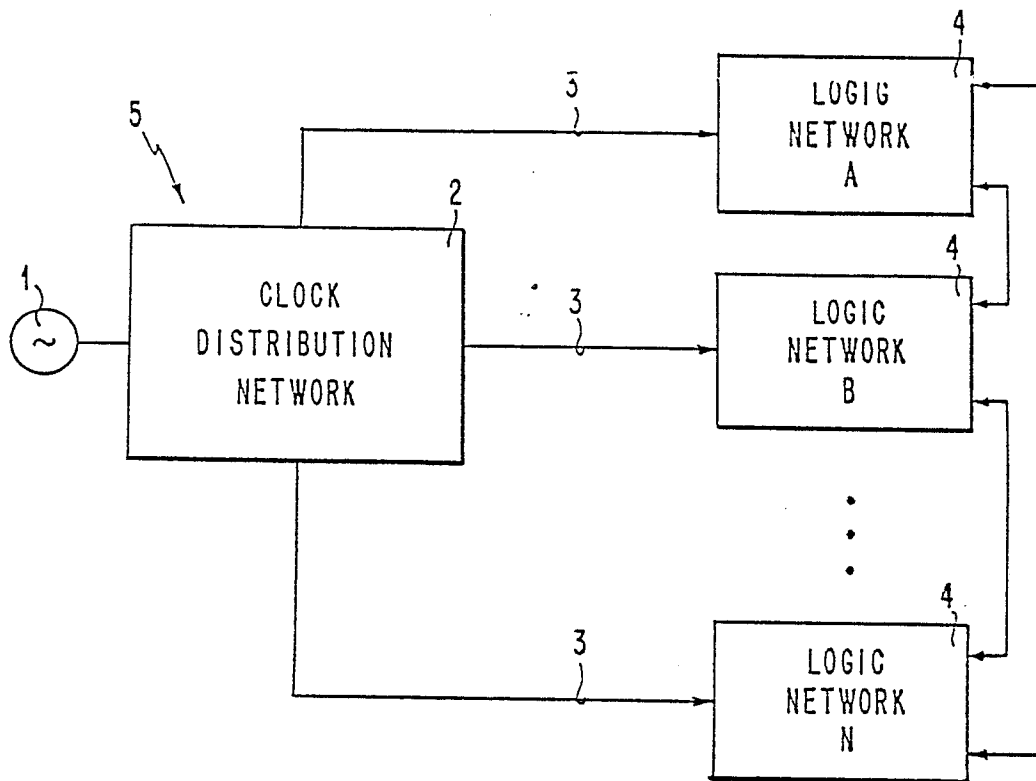 4
LOGIG
NETWORK
A
3
5
2
CLOCK
DISTRIBUTION
NETWORK
1
~
4
LOGIC
NETWORK
B
3
4
LOGIC
NETWORK
N
3